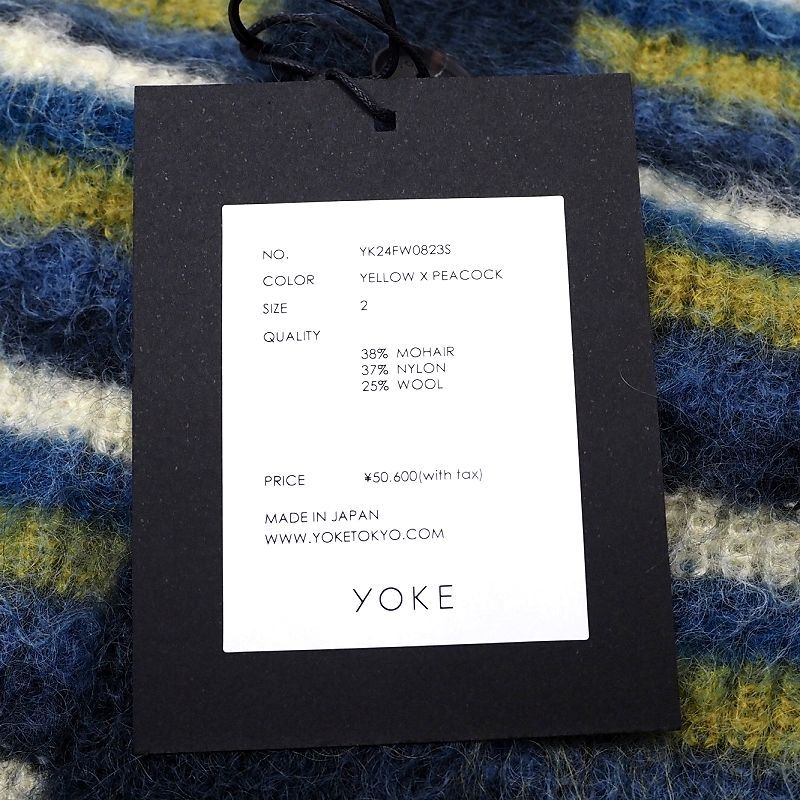 NO. YK24FW0823S
COLOR YELLOW X PEACOCK
SIZE 2
QUALITY
38% MOHAIR
37% NYLON
25% WOOL
PRICE ¥50.600(with tax)
MADE IN JAPAN
WWW.YOKETOKYO.COM
YOKE